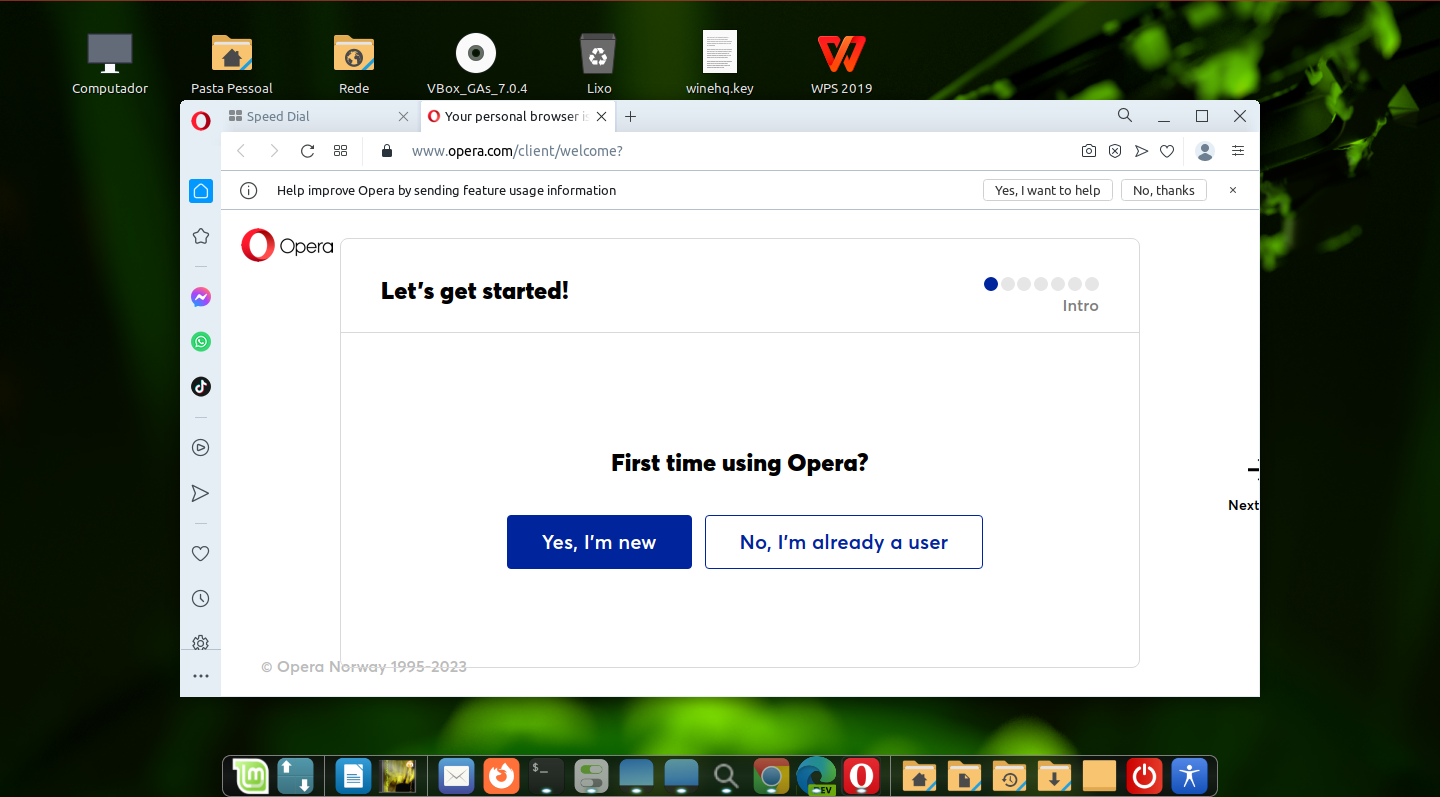 Computador
Pasta Pessoal
Rede
VBox_GAs_7.0.4
Lixo
winehq.key
WPS 2019
Speed Dial
Your personal browser is
www.opera.com/client/welcome?
Help improve Opera by sending feature usage information
Yes, I want to help
No, thanks
Opera
Let's get started!
Intro
First time using Opera?
Yes, I'm new
No, I'm already a user
Next
© Opera Norway 1995-2023
$_
DEV